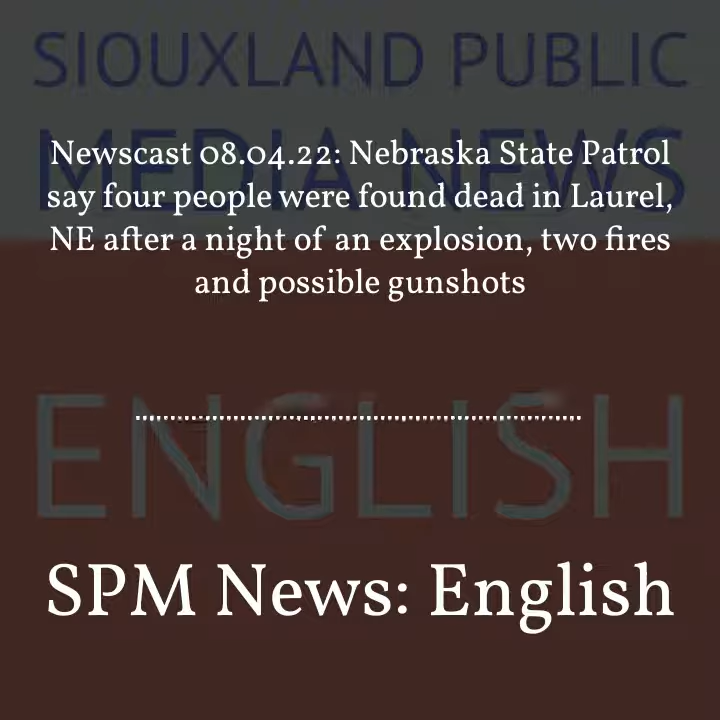 SIOUXLAND PUBLIC
MEDIA NEWS
Newscast 08.04.22: Nebraska State Patrol
say four people were found dead in Laurel,
NE after a night of an explosion, two fires
and possible gunshots
ENGLISH
SPM News: English